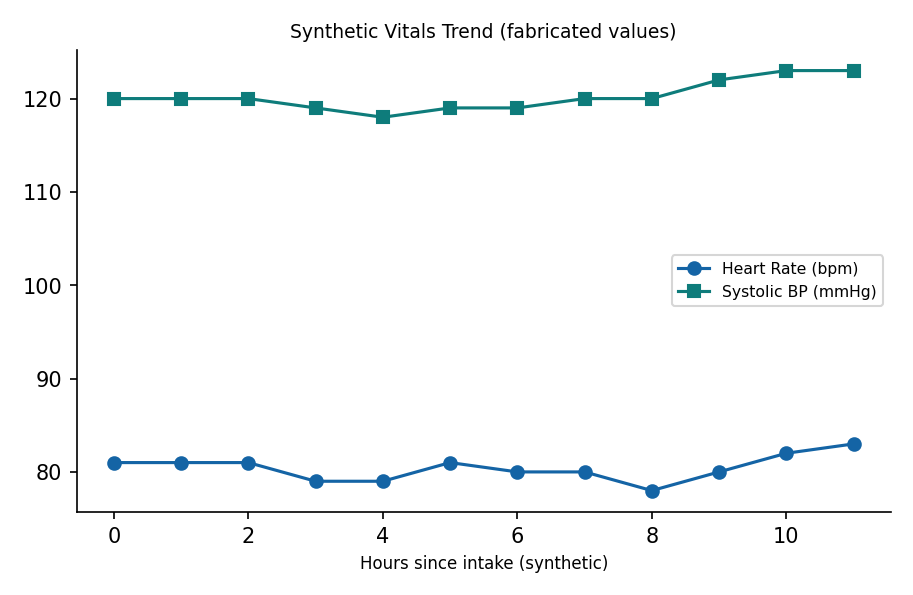 Synthetic Vitals Trend (fabricated values)
120
110
100
90
80
Heart Rate (bpm)
Systolic BP (mmHg)
0 2 4 6 8 10
Hours since intake (synthetic)